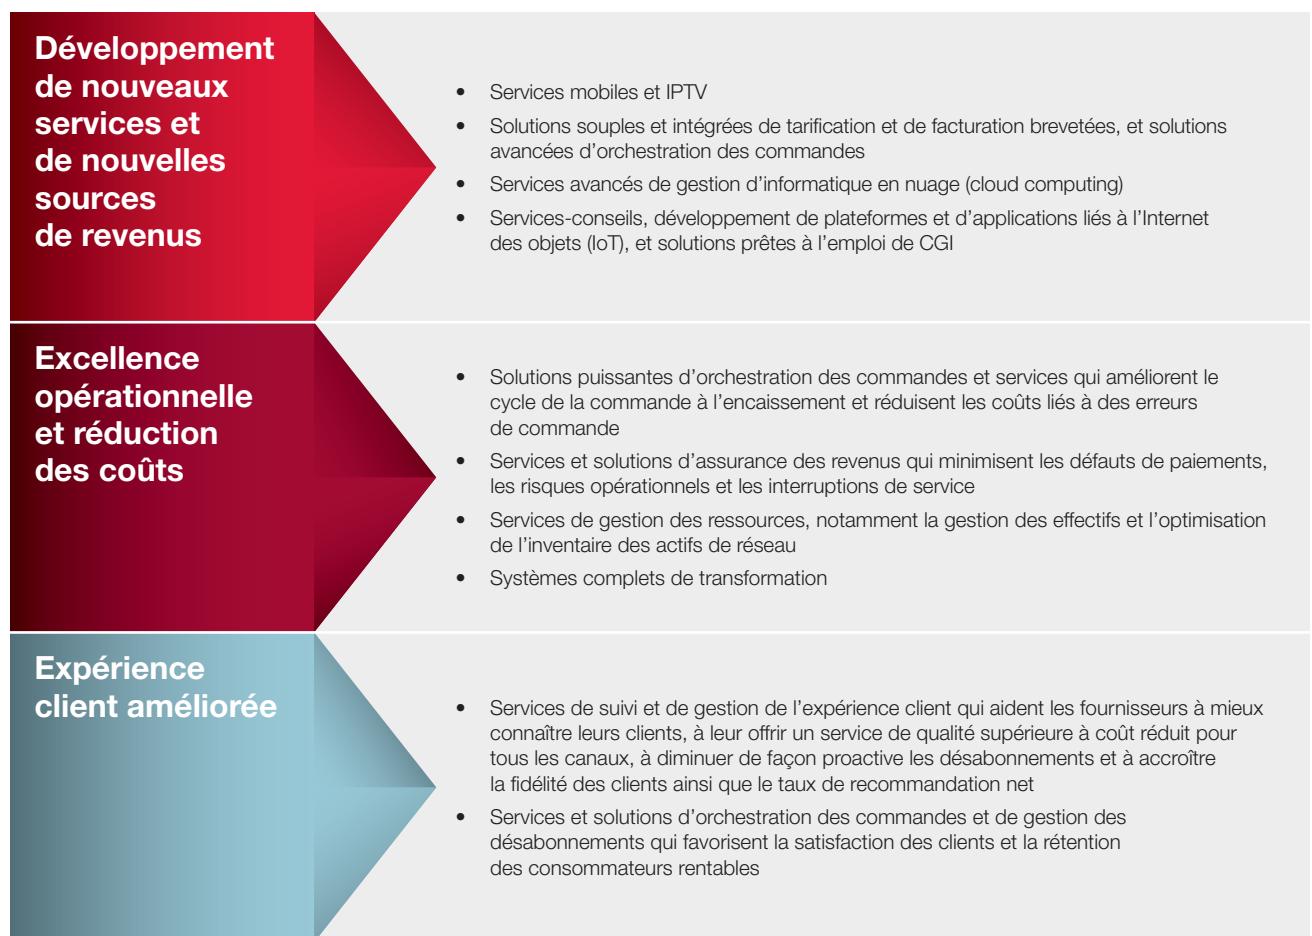 Développement
de nouveaux
services et
de nouvelles
sources
de revenus
• Services mobiles et IPTV
• Solutions souples et intégrées de tarification et de facturation brevetées, et solutions
avancées d’orchestration des commandes
• Services avancés de gestion d’informatique en nuage (cloud computing)
• Services-conseils, développement de plateformes et d’applications liés à l’Internet
des objets (IoT), et solutions prêtes à l’emploi de CGI
Excellence
opérationnelle
et réduction
des coûts
• Solutions puissantes d’orchestration des commandes et services qui améliorent le
cycle de la commande à l’encaissement et réduisent les coûts liés à des erreurs
de commande
• Services et solutions d’assurance des revenus qui minimisent les défauts de paiements,
les risques opérationnels et les interruptions de service
• Services de gestion des ressources, notamment la gestion des effectifs et l’optimisation
de l’inventaire des actifs de réseau
• Systèmes complets de transformation
Expérience
client améliorée
• Services de suivi et de gestion de l’expérience client qui aident les fournisseurs à mieux
connaître leurs clients, à leur offrir un service de qualité supérieure à coût réduit pour
tous les canaux, à diminuer de façon proactive les désabonnements et à accroître
la fidélité des clients ainsi que le taux de recommandation net
• Services et solutions d’orchestration des commandes et de gestion des
désabonnements qui favorisent la satisfaction des clients et la rétention
des consommateurs rentables